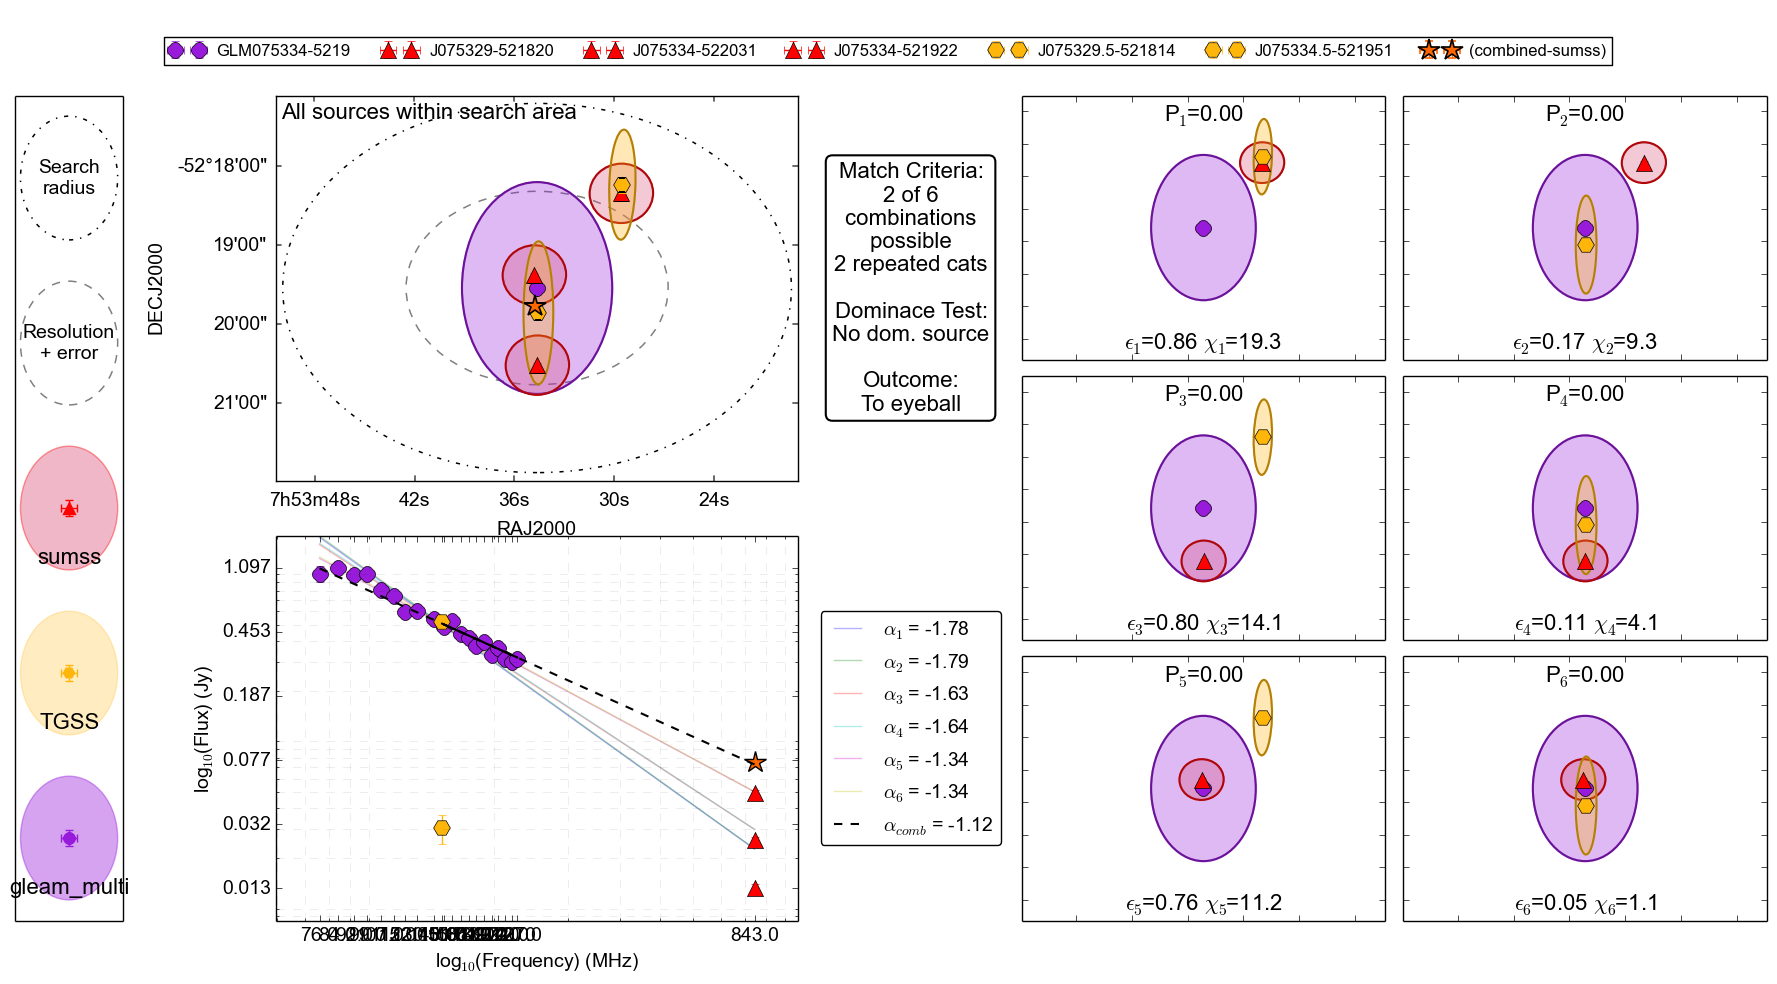 GLM075334-5219 J075329-521820 J075334-522031 J075334-521922 J075329.5-521814 J075334.5-521951 (combined-sumss)
Search
radius
Resolution
+ error
sumss
TGSS
gleam_multi
All sources within search area
DECJ2000
-52°18'00"
19'00"
20'00"
21'00"
7h53m48s 42s 36s 30s 24s
RAJ2000
Match Criteria:
2 of 6
combinations
possible
2 repeated cats
Dominace Test:
No dom. source
Outcome:
To eyeball
log10(Flux) (Jy)
1.097
0.453
0.187
0.077
0.032
0.013
843.0
log10(Frequency) (MHz)
α1 = -1.78
α2 = -1.79
α3 = -1.63
α4 = -1.64
α5 = -1.34
α6 = -1.34
αcomb = -1.12
P1=0.00
ϵ1=0.86 χ1=19.3
P2=0.00
ϵ2=0.17 χ2=9.3
P3=0.00
ϵ3=0.80 χ3=14.1
P4=0.00
ϵ4=0.11 χ4=4.1
P5=0.00
ϵ5=0.76 χ5=11.2
P6=0.00
ϵ6=0.05 χ6=1.1